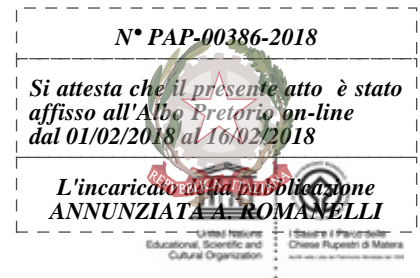 N° PAP-00386-2018
Si attesta che il presente atto è stato
affisso all'Albo Pretorio on-line
dal 01/02/2018 al 16/02/2018
L'incaricato della pubblicazione
ANNUNZIATA A. ROMANELLI
REPVBBLICA ITALIANA
United Nations
Educational, Scientific and
Cultural Organization
I Sassi e il Parco delle
Chiese Rupestri di Matera